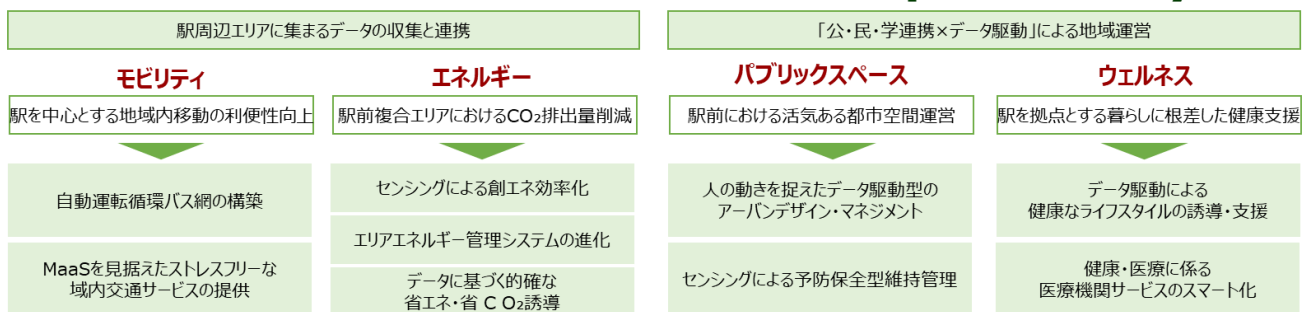 駅周辺エリアに集まるデータの収集と連携
「公・民・学連携×データ駆動」による地域運営
モビリティ
エネルギー
パブリックスペース
ウェルネス
駅を中心とする地域内移動の利便性向上
駅前複合エリアにおけるCO₂排出量削減
駅前における活気ある都市空間運営
駅を拠点とする暮らしに根差した健康支援
自動運転循環バス網の構築
MaaSを見据えたストレスフリーな
域内交通サービスの提供
センシングによる創エネ効率化
エリアエネルギー管理システムの進化
データに基づく的確な
省エネ・省ＣＯ₂誘導
人の動きを捉えたデータ駆動型の
アーバンデザイン・マネジメント
センシングによる予防保全型維持管理
データ駆動による
健康なライフスタイルの誘導・支援
健康・医療に係る
医療機関サービスのスマート化